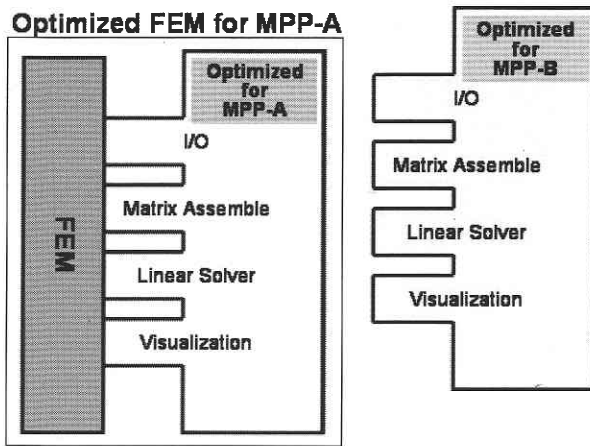 Optimized FEM for MPP-A
FEM
Optimized
for
MPP-A
I/O
Matrix Assemble
Linear Solver
Visualization
Optimized
for
MPP-B
I/O
Matrix Assemble
Linear Solver
Visualization